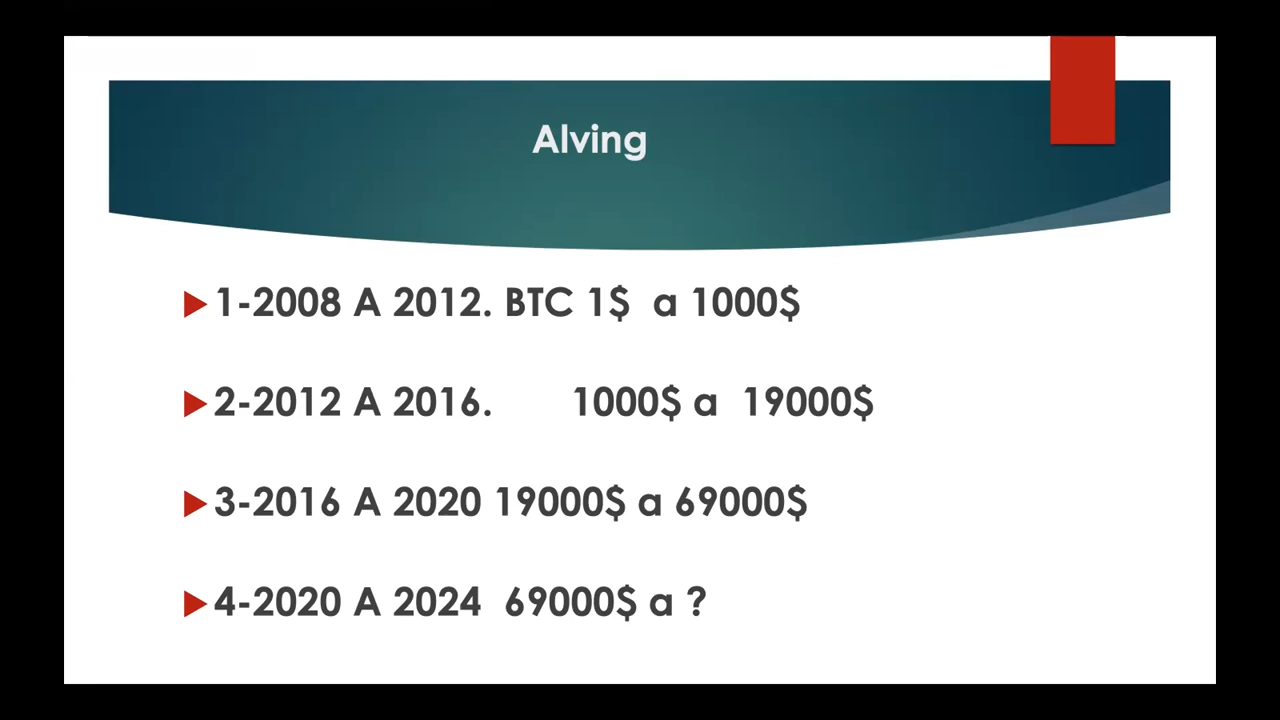 Alving
1-2008 A 2012. BTC 1$ a 1000$
2-2012 A 2016. 1000$ a 19000$
3-2016 A 2020 19000$ a 69000$
4-2020 A 2024 69000$ a ?